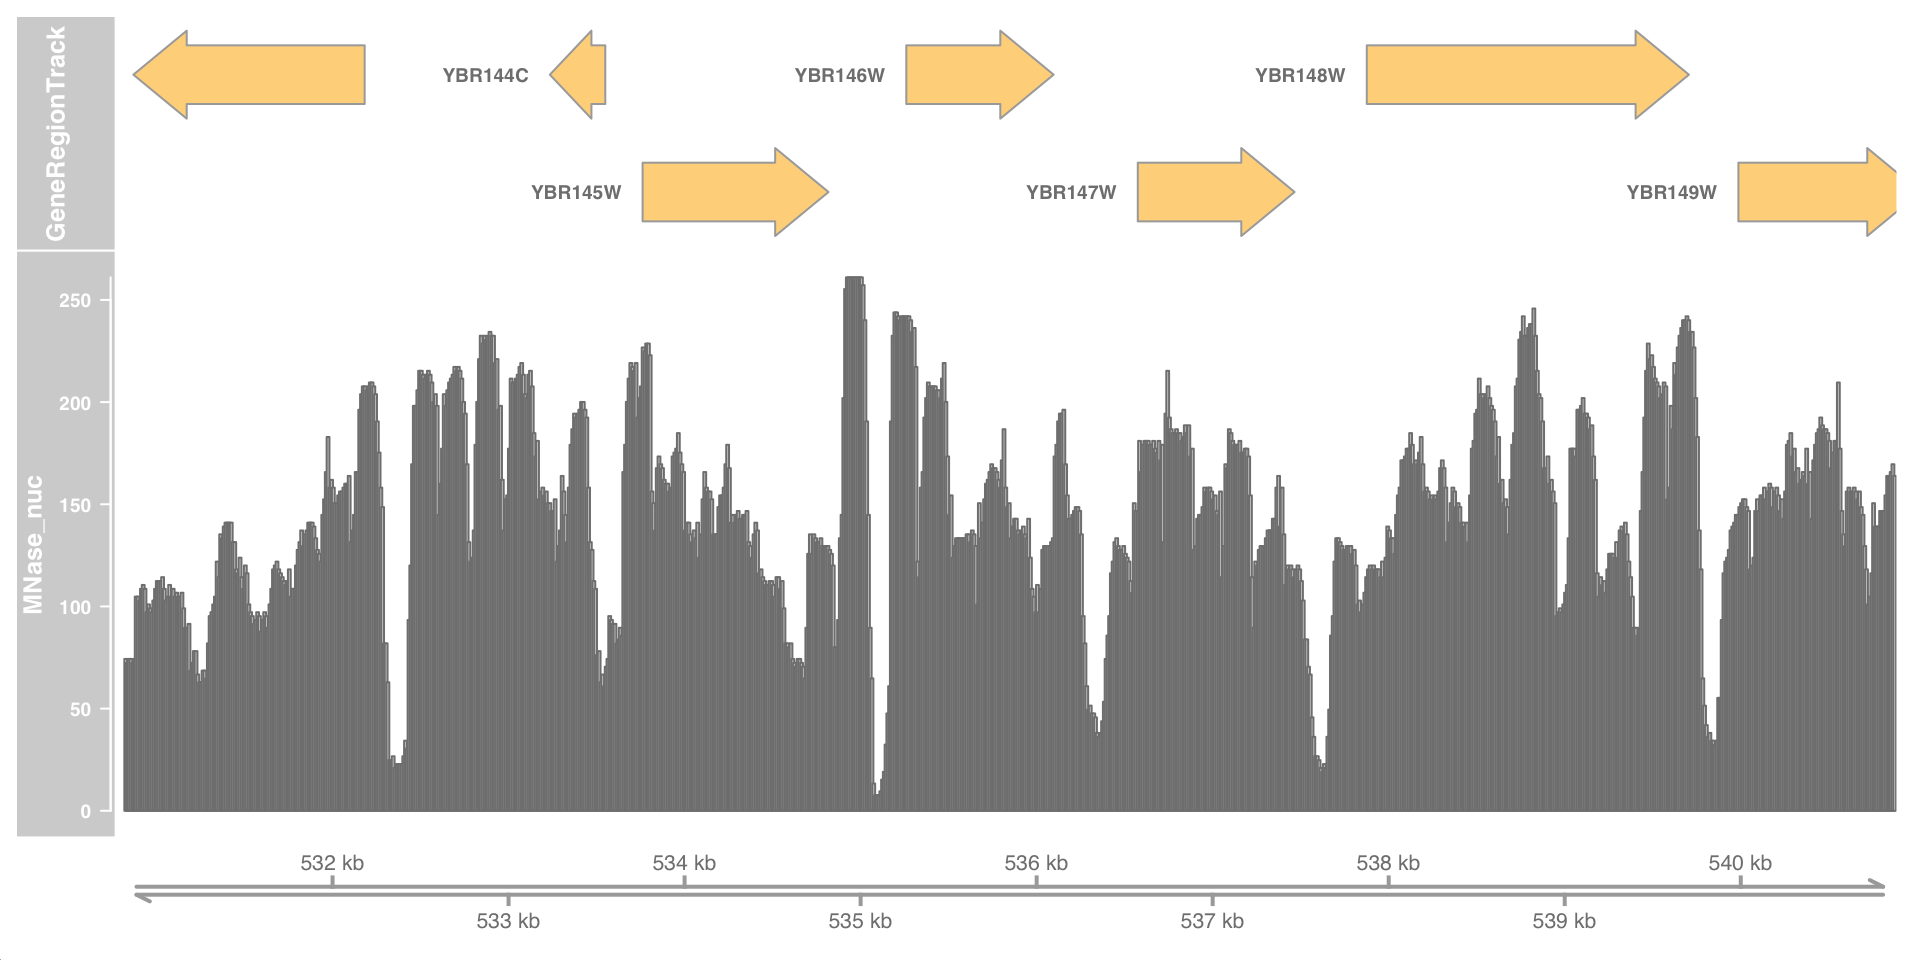 GeneRegionTrack
YBR144C
YBR146W
YBR148W
YBR145W
YBR147W
YBR149W
MNase_nuc
250
200
150
100
50
0
532 kb
534 kb
536 kb
538 kb
540 kb
533 kb
535 kb
537 kb
539 kb